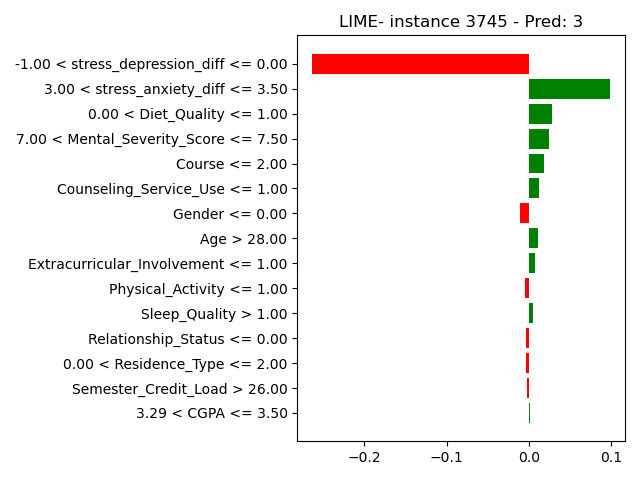 LIME- instance 3745 - Pred: 3
-1.00 < stress_depression_diff <= 0.00
3.00 < stress_anxiety_diff <= 3.50
0.00 < Diet_Quality <= 1.00
7.00 < Mental_Severity_Score <= 7.50
Course <= 2.00
Counseling_Service_Use <= 1.00
Gender <= 0.00
Age > 28.00
Extracurricular_Involvement <= 1.00
Physical_Activity <= 1.00
Sleep_Quality > 1.00
Relationship_Status <= 0.00
0.00 < Residence_Type <= 2.00
Semester_Credit_Load > 26.00
3.29 < CGPA <= 3.50
−0.2 −0.1 0.0 0.1